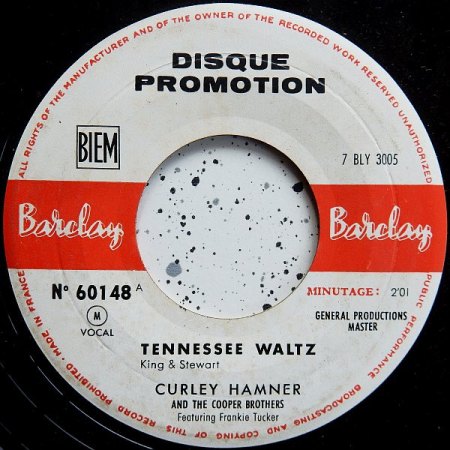 ALL RIGHTS OF THE MANUFACTURER AND OF THE OWNER OF THE RECORDED WORK RESERVED UNAUTHORISED
PUBLIC PERFORMANCE BROADCASTING AND COPYING OF THIS RECORD PROHIBITED MADE IN FRANCE
DISQUE
PROMOTION
BIEM
7 BLY 3005
Barclay Barclay
N° 60148 A
MINUTAGE: 2'01
M
VOCAL
GENERAL PRODUCTIONS
MASTER
TENNESSEE WALTZ
King & Stewart
CURLEY HAMNER
AND THE COOPER BROTHERS
Featuring Frankie Tucker